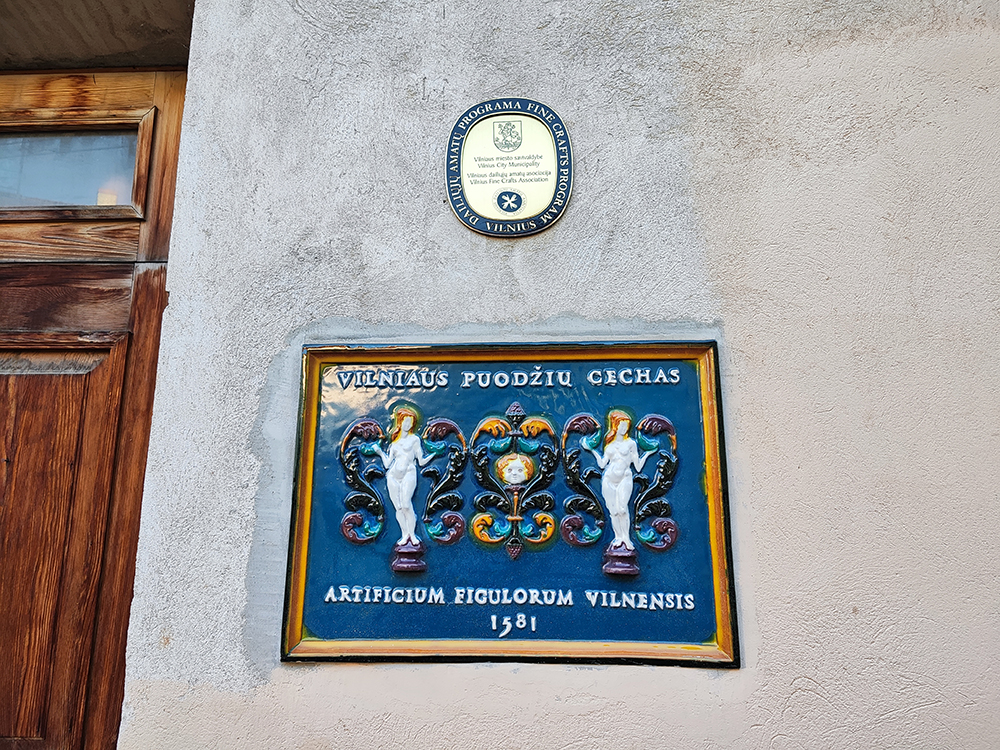 DAILIŲJŲ AMATŲ PROGRAMA FINE CRAFTS PROGRAM
VILNIUS
Vilniaus miesto savivaldybė
Vilnius City Municipality
Vilniaus dailiųjų amatų asociacija
Vilnius Fine Crafts Association
VILNIAUS PUODŽIŲ CECHAS
ARTIFICIUM FIGULORUM VILNENSIS
1581